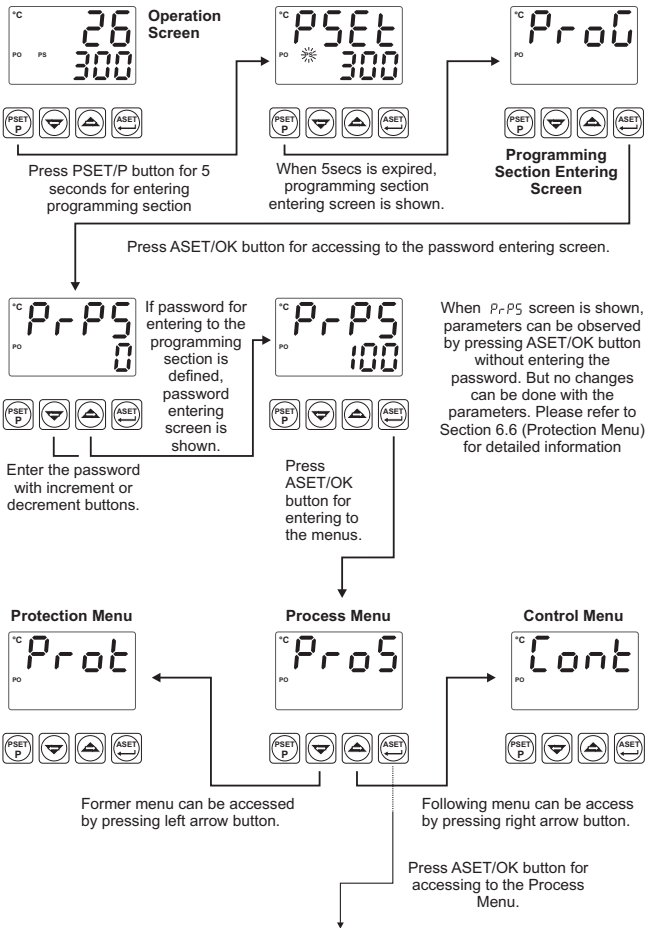 °C
26
PO PS
300
Operation
Screen
°C
PSEt
PO PS
300
°C
ProG
PO
PSET
P
ASET
PSET
P
ASET
PSET
P
ASET
Press PSET/P button for 5
seconds for entering
programming section
When 5secs is expired,
programming section
entering screen is shown.
Programming
Section Entering
Screen
Press ASET/OK button for accessing to the password entering screen.
°C
PrPS
PO
0
If password for
entering to the
programming
section is
defined,
password
entering
screen is
shown.
°C
PrPS
PO
100
When PrPS screen is shown,
parameters can be observed
by pressing ASET/OK button
without entering the
password. But no changes
can be done with the
parameters. Please refer to
Section 6.6 (Protection Menu)
for detailed information
PSET
P
ASET
PSET
P
ASET
Enter the password
with increment or
decrement buttons.
Press
ASET/OK
button for
entering to
the menus.
Protection Menu
°C
Prot
PO
Process Menu
°C
ProS
PO
Control Menu
°C
Cont
PO
PSET
P
ASET
PSET
P
ASET
PSET
P
ASET
Former menu can be accessed
by pressing left arrow button.
Following menu can be access
by pressing right arrow button.
Press ASET/OK button for
accessing to the Process
Menu.